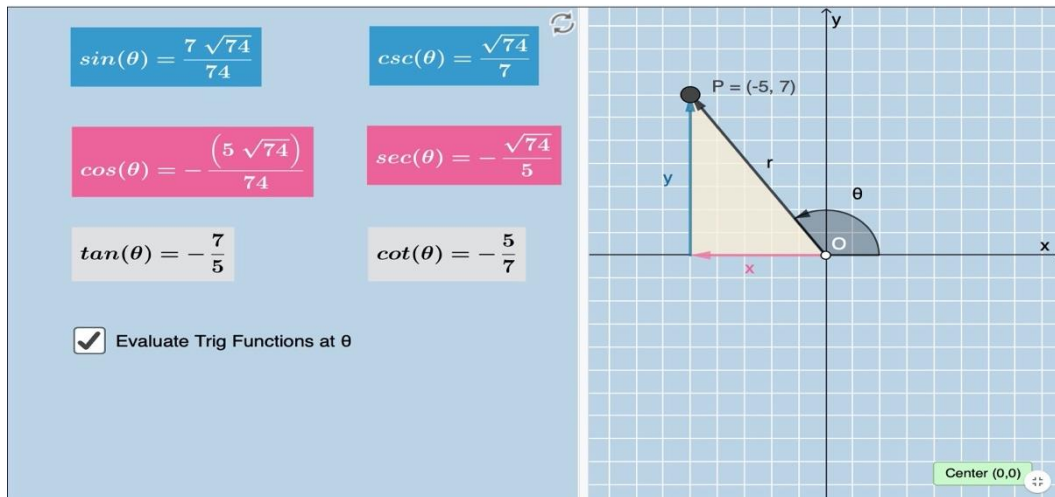 sin(θ) = 7 √74 / 74
csc(θ) = √74 / 7
cos(θ) = − (5 √74) / 74
sec(θ) = − √74 / 5
tan(θ) = − 7 / 5
cot(θ) = − 5 / 7
Evaluate Trig Functions at θ
y
P = (-5, 7)
r
y
θ
O
x
x
Center (0,0)